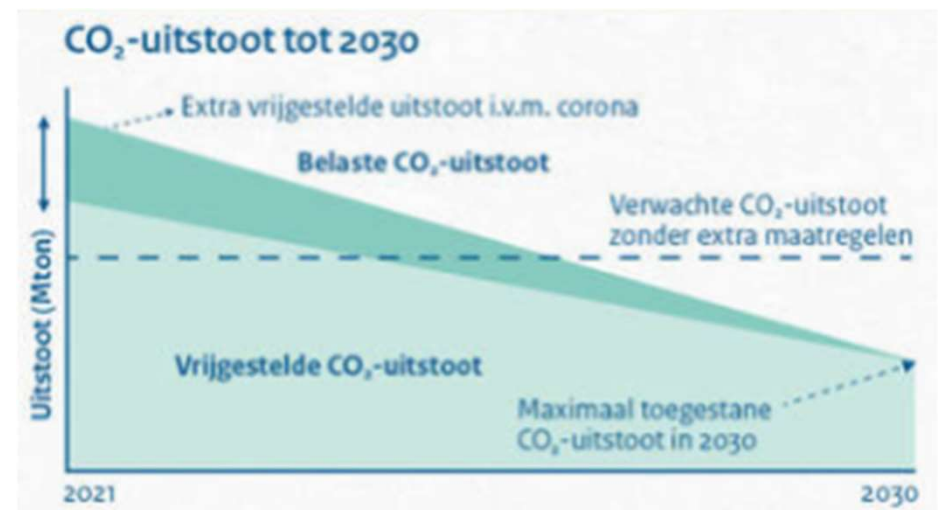 CO₂-uitstoot tot 2030
Extra vrijgestelde uitstoot i.v.m. corona
Belaste CO₂-uitstoot
Verwachte CO₂-uitstoot
zonder extra maatregelen
Uitstoot (Mton)
Vrijgestelde CO₂-uitstoot
Maximaal toegestane
CO₂-uitstoot in 2030
2021
2030